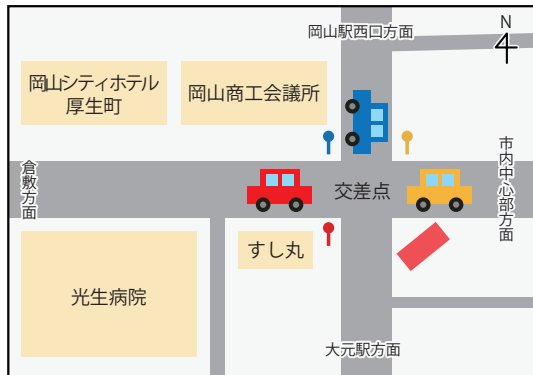 岡山駅西口方面
N
岡山シティホテル
厚生町
岡山商工会議所
倉敷方面
交差点
市内中心部方面
すし丸
光生病院
大元駅方面